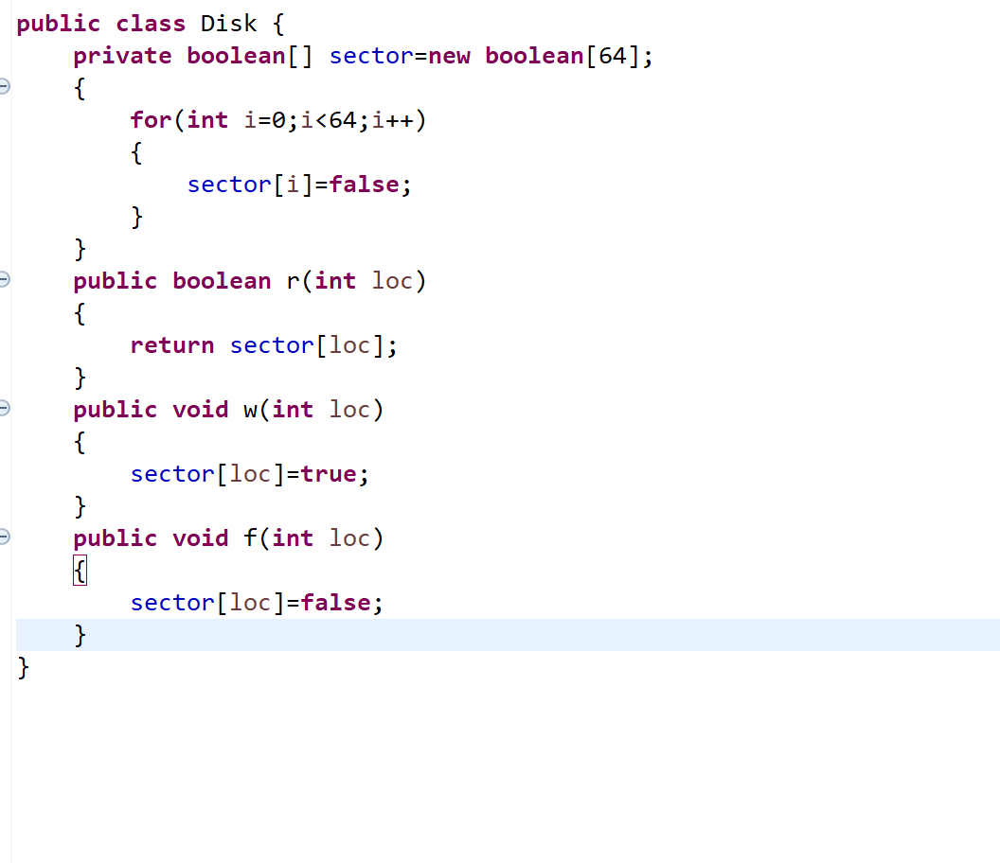 public class Disk {
    private boolean[] sector=new boolean[64];
    {
        for(int i=0;i<64;i++)
        {
            sector[i]=false;
        }
    }
    public boolean r(int loc)
    {
        return sector[loc];
    }
    public void w(int loc)
    {
        sector[loc]=true;
    }
    public void f(int loc)
    {
        sector[loc]=false;
    }
}